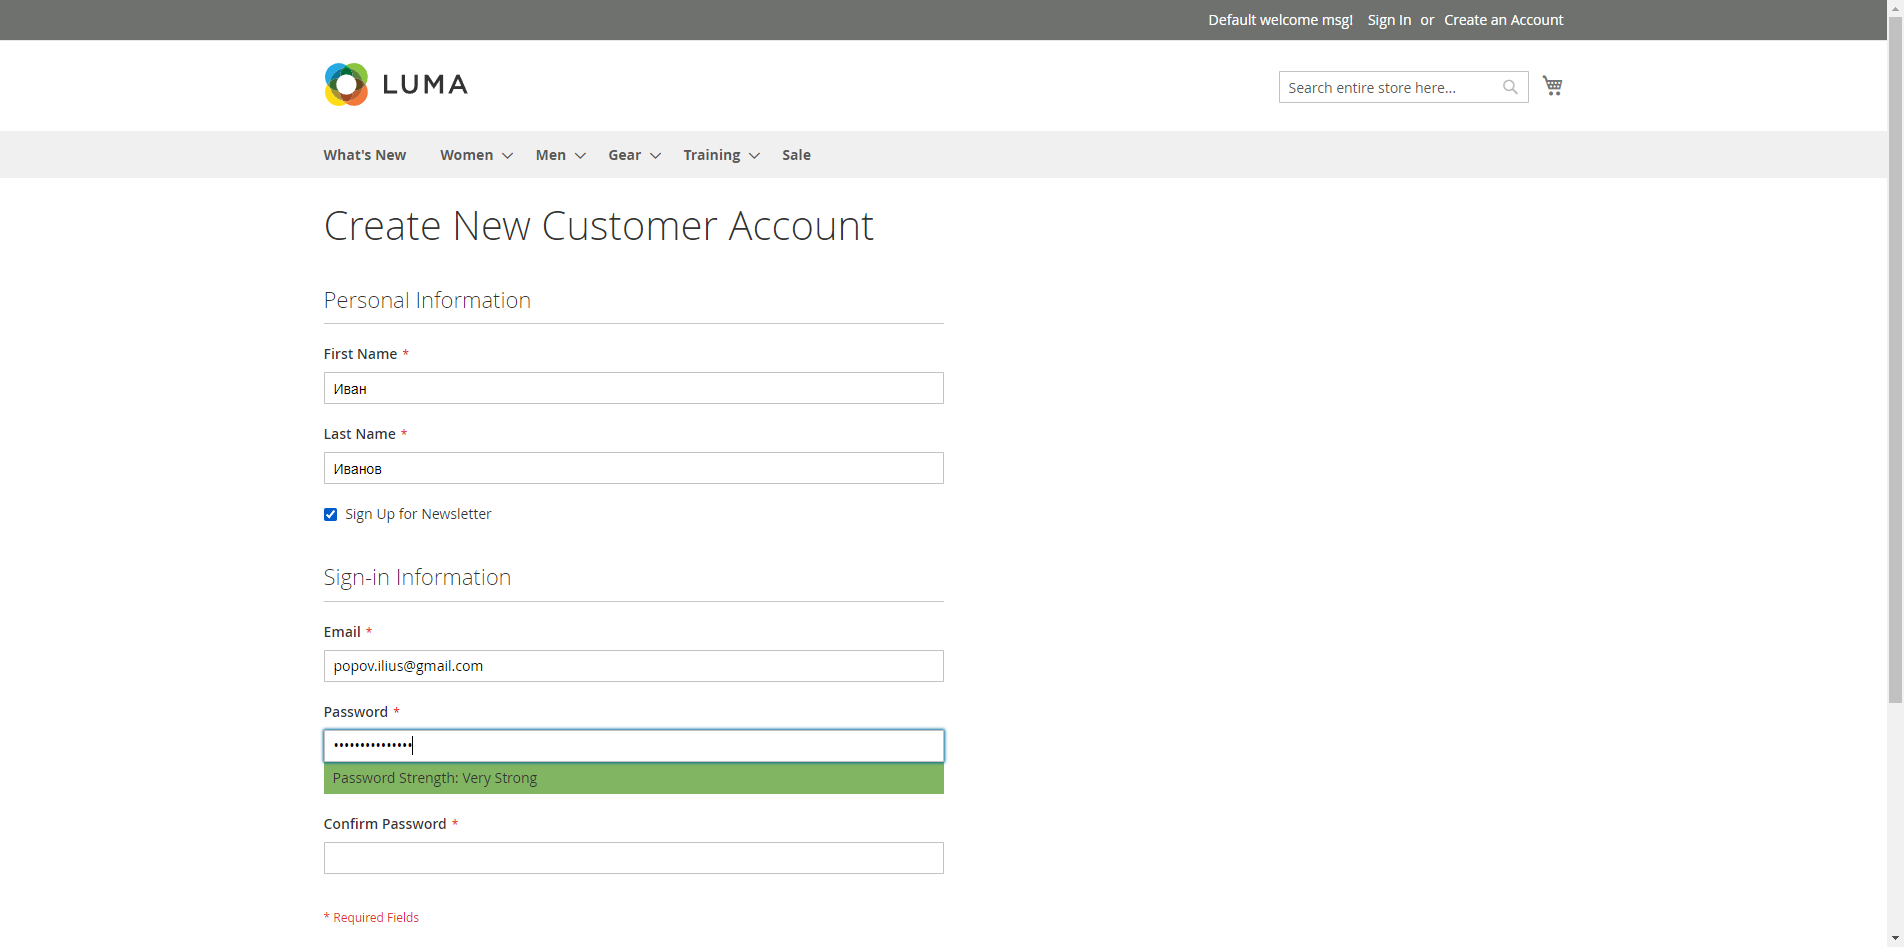 Default welcome msg! Sign In or Create an Account
LUMA
Search entire store here...
What's New Women Men Gear Training Sale
Create New Customer Account
Personal Information
First Name *
Иван
Last Name *
Иванов
Sign Up for Newsletter
Sign-in Information
Email *
popov.ilius@gmail.com
Password *
•••••••••••••••
Password Strength: Very Strong
Confirm Password *
* Required Fields